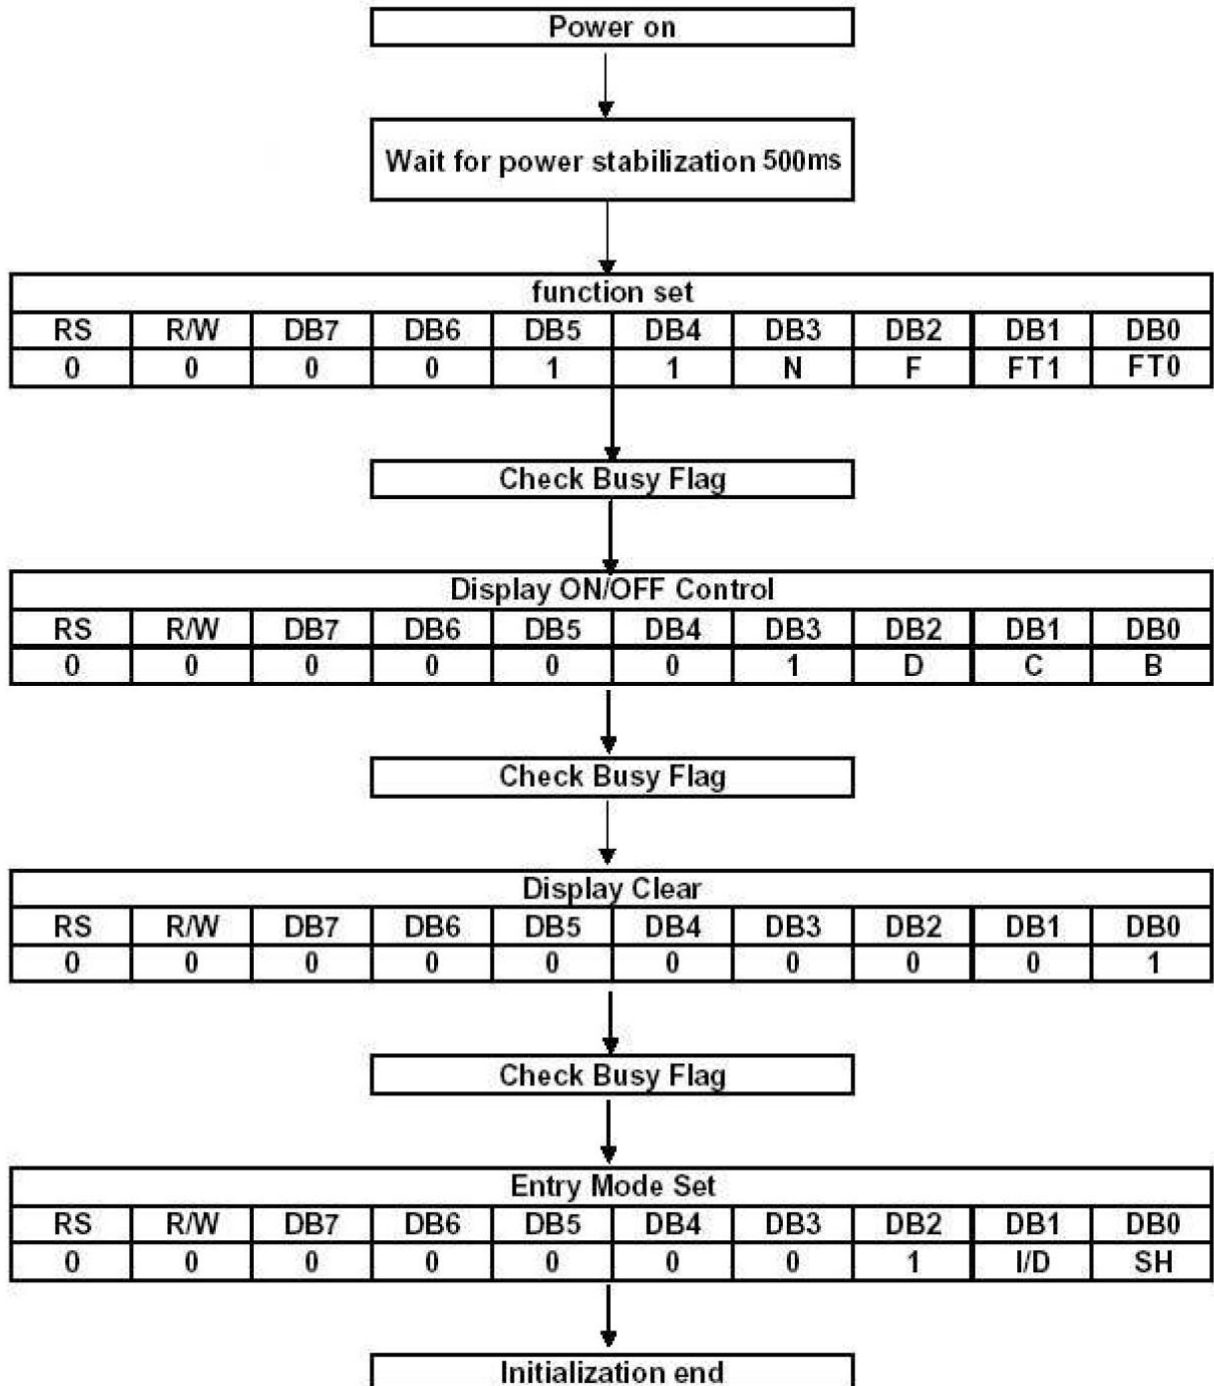 Power on
Wait for power stabilization 500ms
function set
RS R/W DB7 DB6 DB5 DB4 DB3 DB2 DB1 DB0
0 0 0 0 1 1 N F FT1 FT0
Check Busy Flag
Display ON/OFF Control
RS R/W DB7 DB6 DB5 DB4 DB3 DB2 DB1 DB0
0 0 0 0 0 0 1 D C B
Check Busy Flag
Display Clear
RS R/W DB7 DB6 DB5 DB4 DB3 DB2 DB1 DB0
0 0 0 0 0 0 0 0 0 1
Check Busy Flag
Entry Mode Set
RS R/W DB7 DB6 DB5 DB4 DB3 DB2 DB1 DB0
0 0 0 0 0 0 0 1 I/D SH
Initialization end